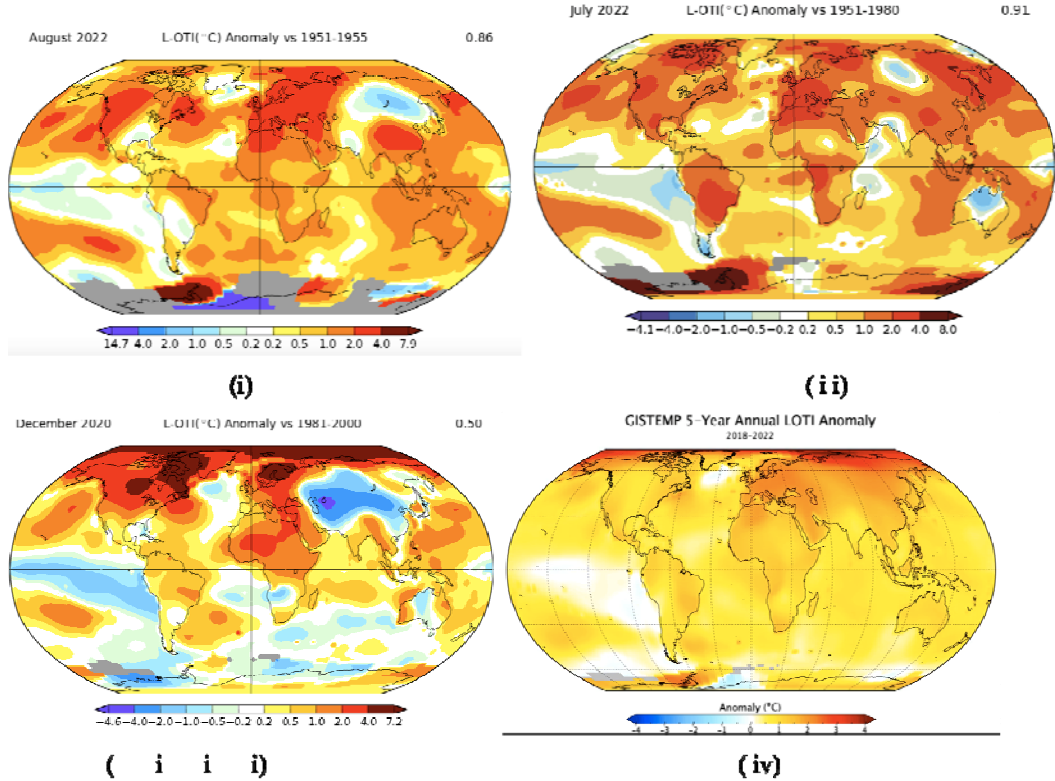 August 2022 L-OTI(°C) Anomaly vs 1951-1955 0.86
14.7 4.0 2.0 1.0 0.5 0.2 0.2 0.5 1.0 2.0 4.0 7.9
(i)
July 2022 L-OTI(°C) Anomaly vs 1951-1980 0.91
−4.1 −4.0 −2.0 −1.0 −0.5 −0.2 0.2 0.5 1.0 2.0 4.0 8.0
(ii)
December 2020 L-OTI(°C) Anomaly vs 1981-2000 0.50
−4.6 −4.0 −2.0 −1.0 −0.5 −0.2 0.2 0.5 1.0 2.0 4.0 7.2
( i i i)
GISTEMP 5-Year Annual LOTI Anomaly
2018-2022
Anomaly (°C)
-4 -3 -2 -1 0 1 2 3 4
(iv)